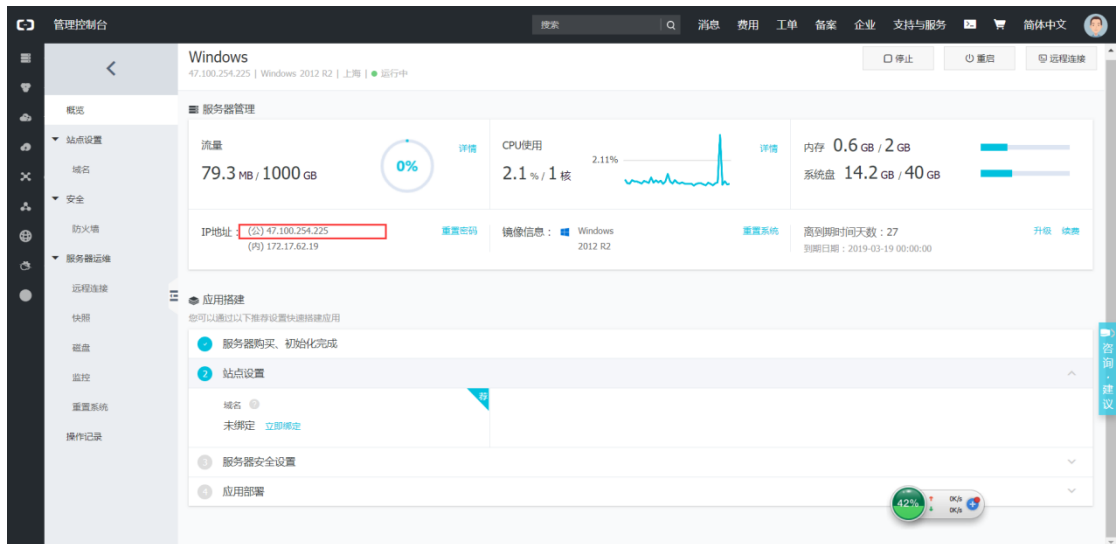 管理控制台 搜索 消息 费用 工单 备案 企业 支持与服务 简体中文
Windows
47.100.254.225 | Windows 2012 R2 | 上海 | 运行中
停止 重启 远程连接
概览
站点设置
域名
安全
防火墙
服务器运维
远程连接
快照
磁盘
监控
重置系统
操作记录
服务器管理
流量 详情
79.3 MB / 1000 GB
0%
CPU使用 详情
2.1 % / 1 核
2.11%
内存 0.6 GB / 2 GB
系统盘 14.2 GB / 40 GB
IP地址： (公) 47.100.254.225 重置密码
(内) 172.17.62.19
镜像信息： Windows 重置系统
2012 R2
离到期时间天数：27 升级 续费
到期日期：2019-03-19 00:00:00
应用搭建
您可以通过以下推荐设置快速搭建应用
服务器购买、初始化完成
2 站点设置
域名 ?
荐
未绑定 立即绑定
3 服务器安全设置
4 应用部署
咨询·建议
42%
0K/s
0K/s